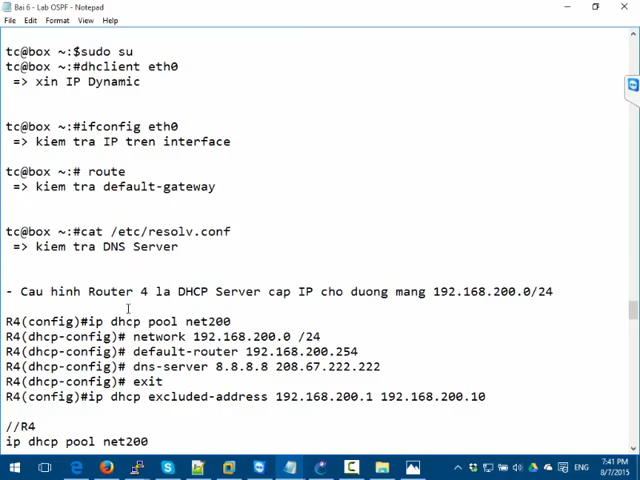 Bai 6 - Lab OSPF - Notepad
File Edit Format View Help
tc@box ~:$sudo su
tc@box ~:#dhclient eth0
=> xin IP Dynamic
tc@box ~:#ifconfig eth0
=> kiem tra IP tren interface
tc@box ~:# route
=> kiem tra default-gateway
tc@box ~:#cat /etc/resolv.conf
=> kiem tra DNS Server
- Cau hinh Router 4 la DHCP Server cap IP cho duong mang 192.168.200.0/24
R4(config)#ip dhcp pool net200
R4(dhcp-config)# network 192.168.200.0 /24
R4(dhcp-config)# default-router 192.168.200.254
R4(dhcp-config)# dns-server 8.8.8.8 208.67.222.222
R4(dhcp-config)# exit
R4(config)#ip dhcp excluded-address 192.168.200.1 192.168.200.10
//R4
ip dhcp pool net200
ENG
7:41 PM
8/7/2015